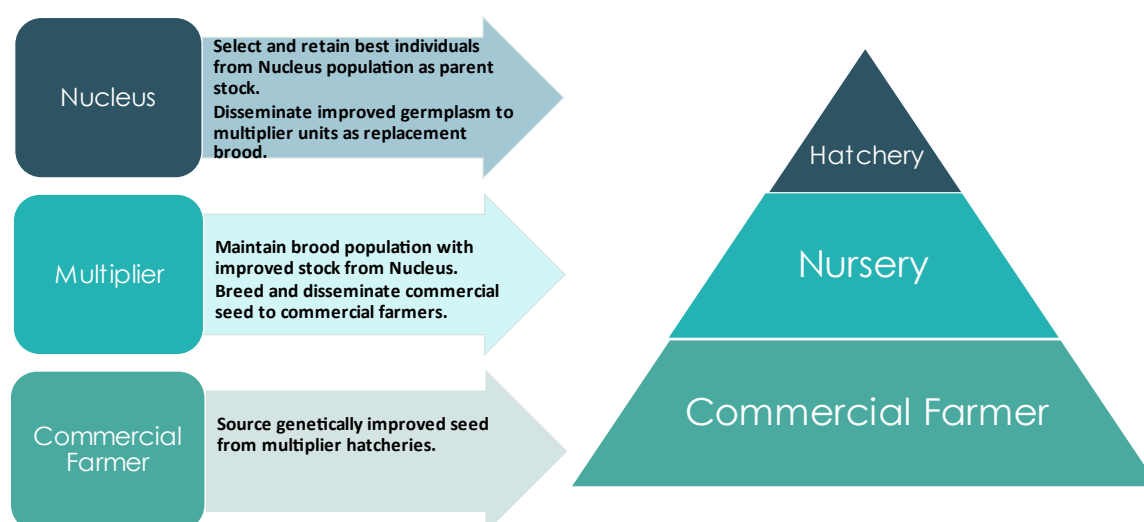 Nucleus
Select and retain best individuals
from Nucleus population as parent
stock.
Disseminate improved germplasm to
multiplier units as replacement
brood.
Multiplier
Maintain brood population with
improved stock from Nucleus.
Breed and disseminate commercial
seed to commercial farmers.
Commercial
Farmer
Source genetically improved seed
from multiplier hatcheries.
Hatchery
Nursery
Commercial Farmer